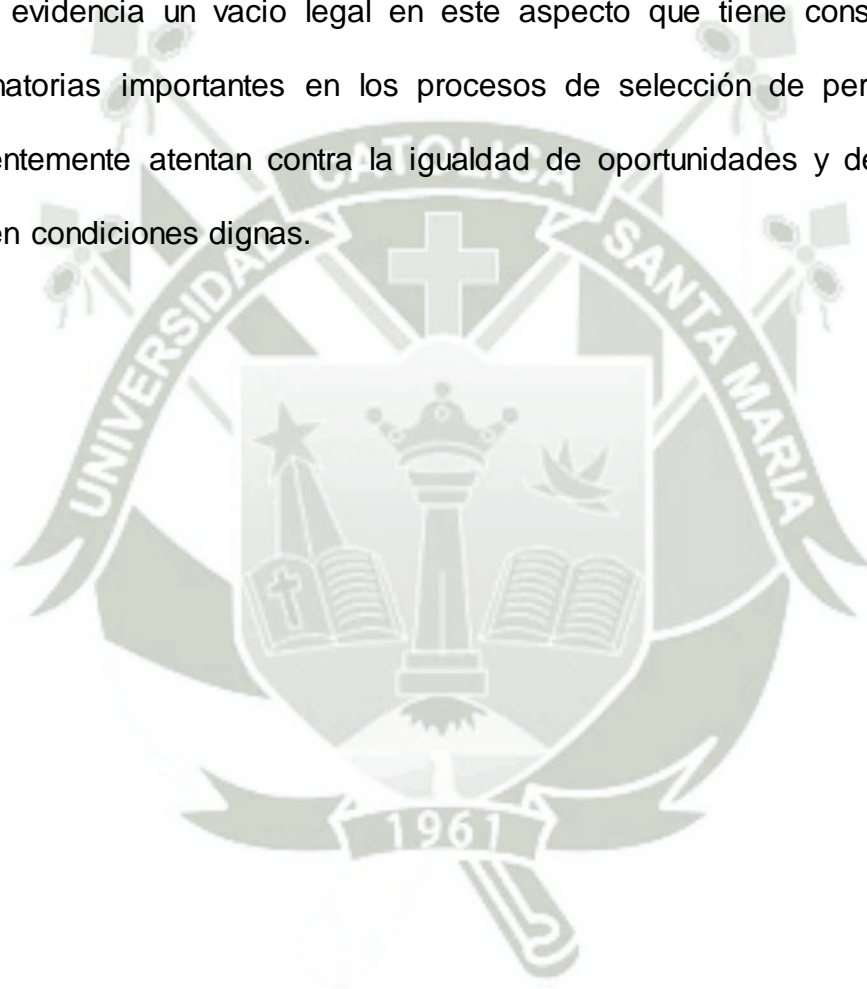 evidencia un vacio legal en este aspecto que tiene cons
natorias importantes en los procesos de selección de per
entemente atentan contra la igualdad de oportunidades y de
en condiciones dignas.
CATOLICA
UNIVERSIDAD
SANTA MARIA
1961